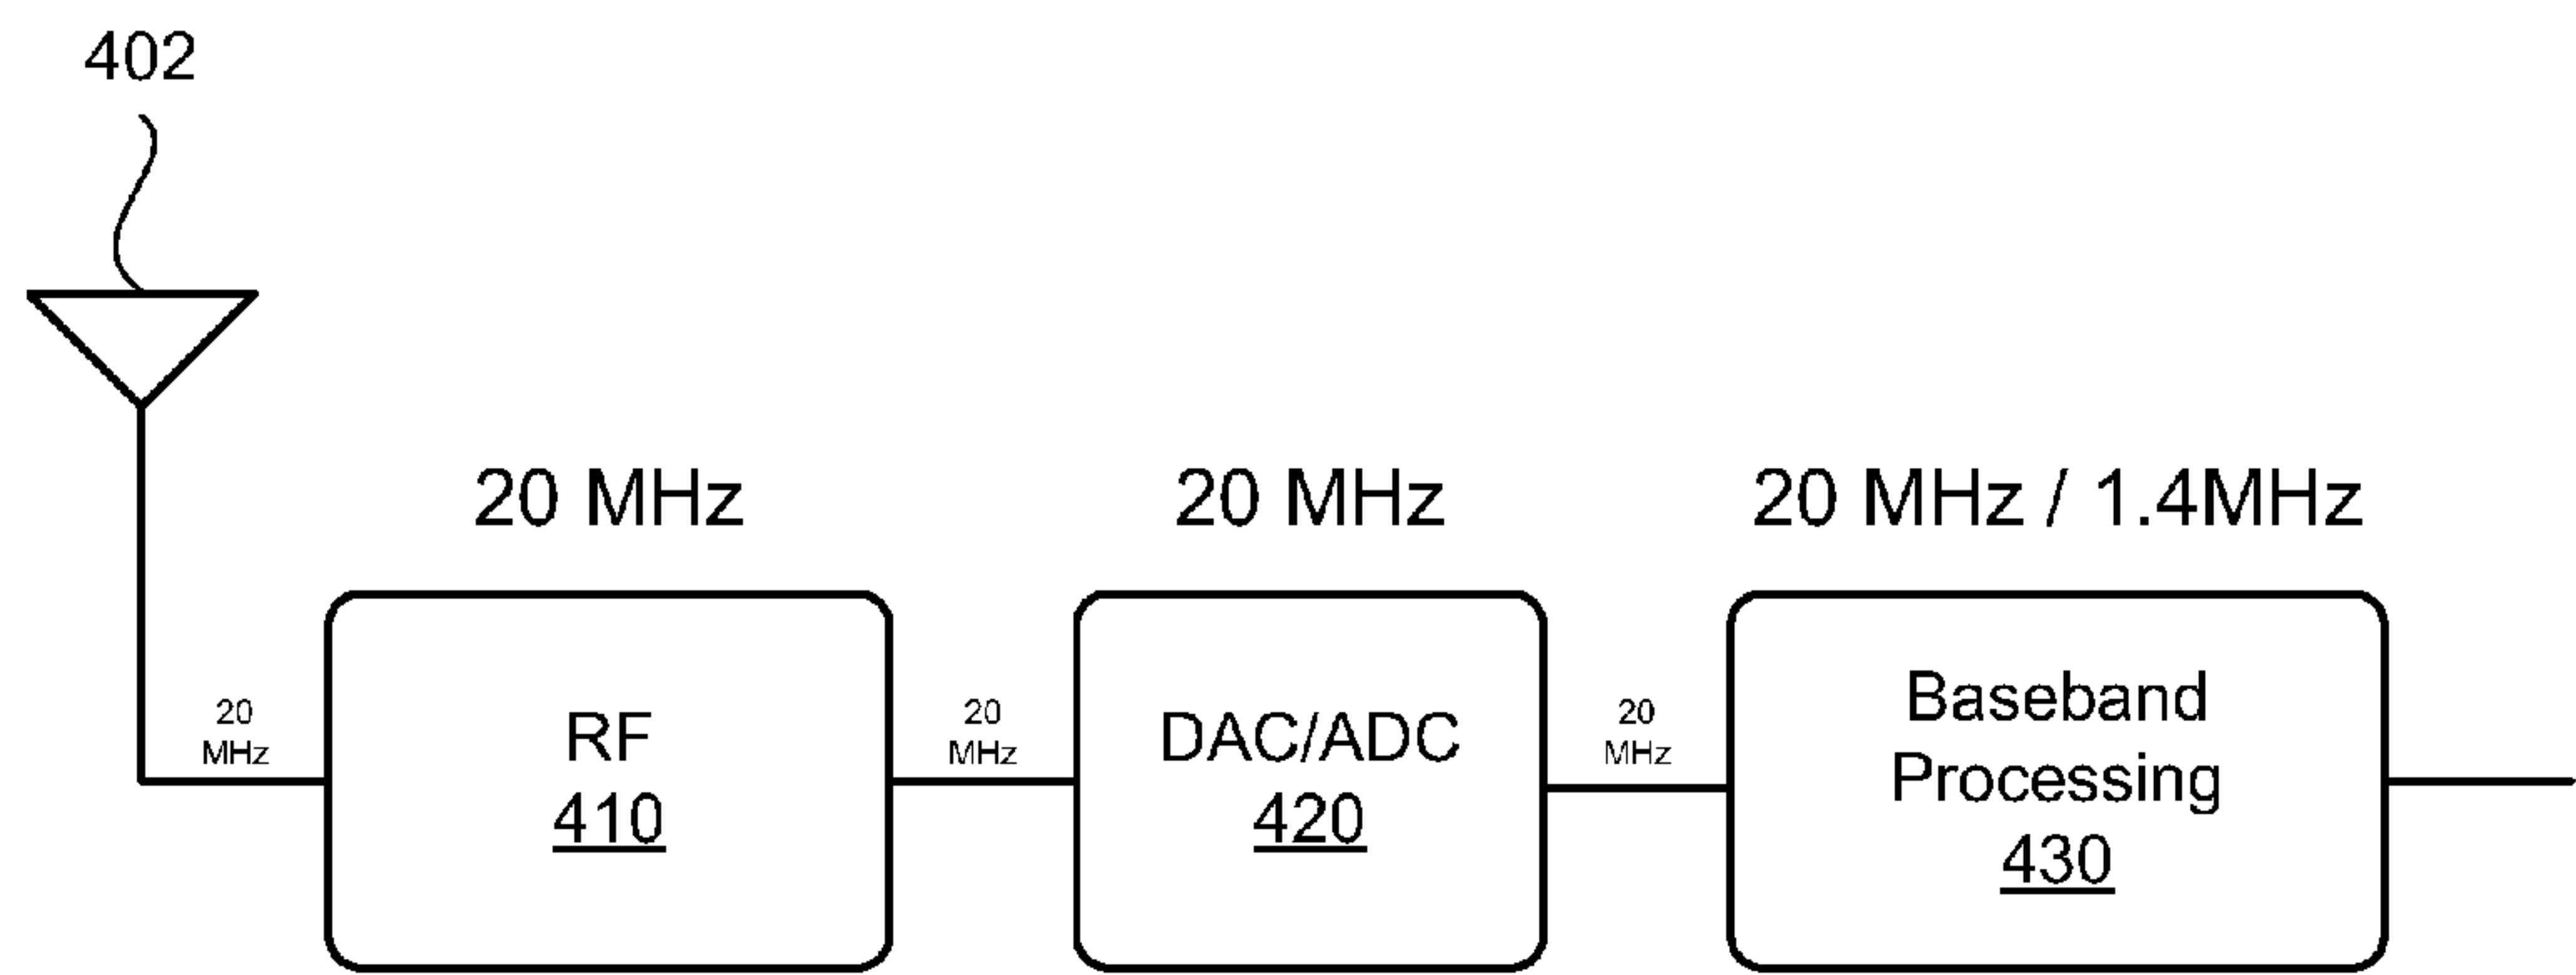 402
20 MHz
20 MHz
20 MHz / 1.4MHz
20
MHz
RF
410
20
MHz
DAC/ADC
420
20
MHz
Baseband
Processing
430